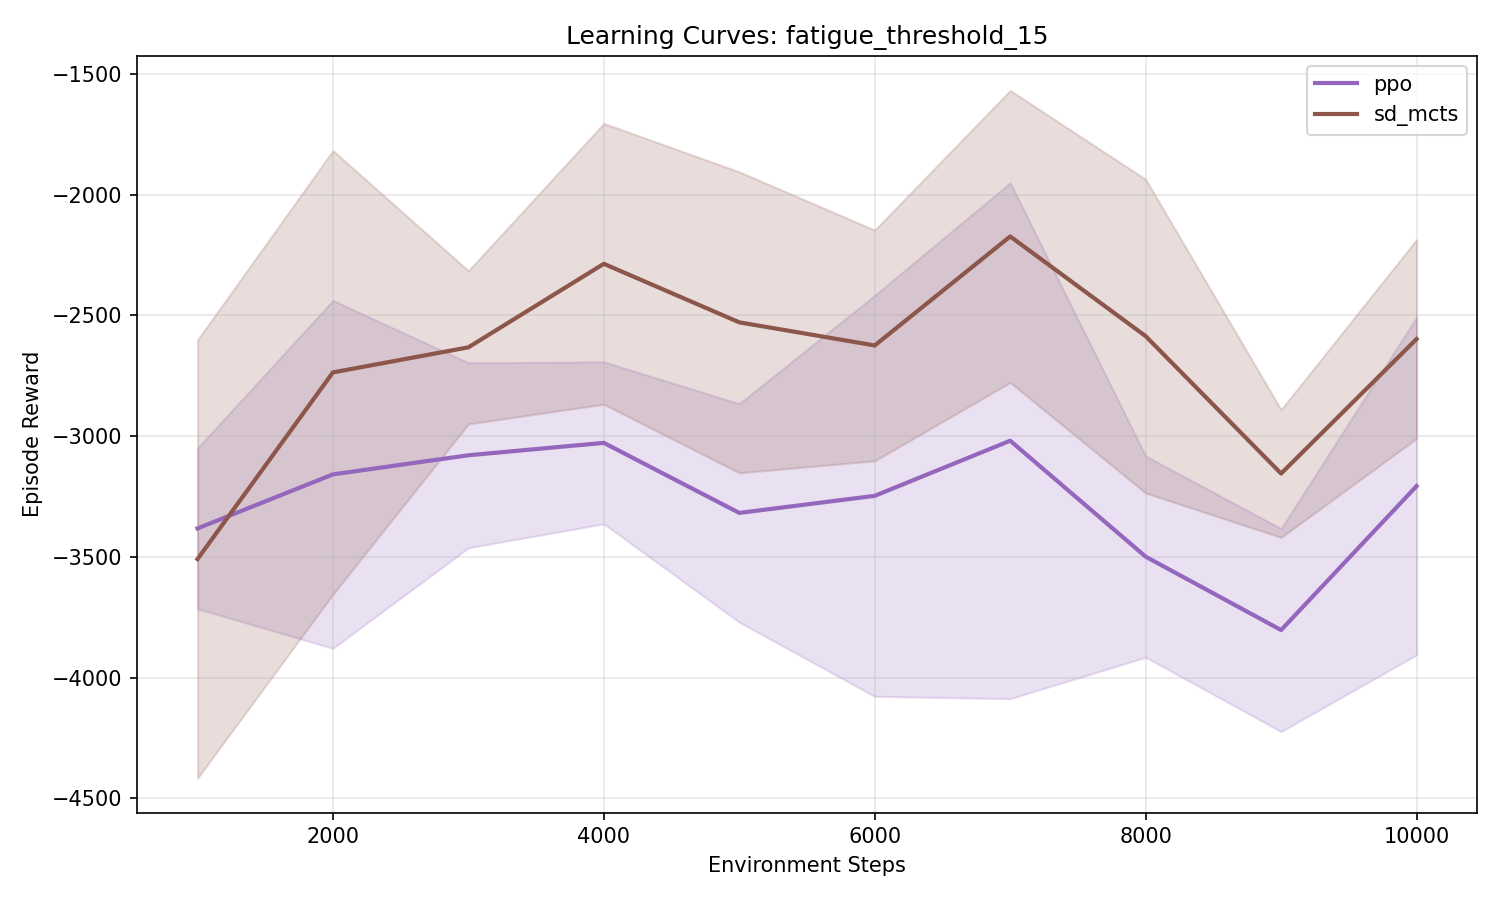 Learning Curves: fatigue_threshold_15
ppo
sd_mcts
Episode Reward
−1500
−2000
−2500
−3000
−3500
−4000
−4500
2000
4000
6000
8000
10000
Environment Steps